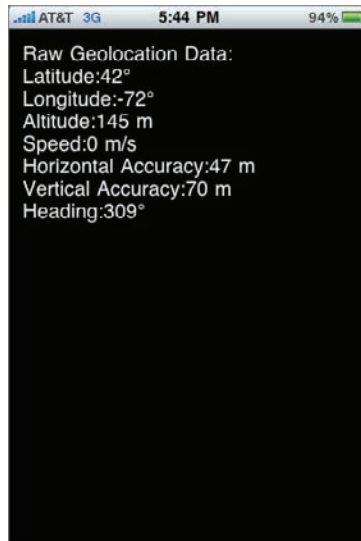 AT&T 3G 5:44 PM 94%
Raw Geolocation Data:
Latitude:42°
Longitude:-72°
Altitude:145 m
Speed:0 m/s
Horizontal Accuracy:47 m
Vertical Accuracy:70 m
Heading:309°